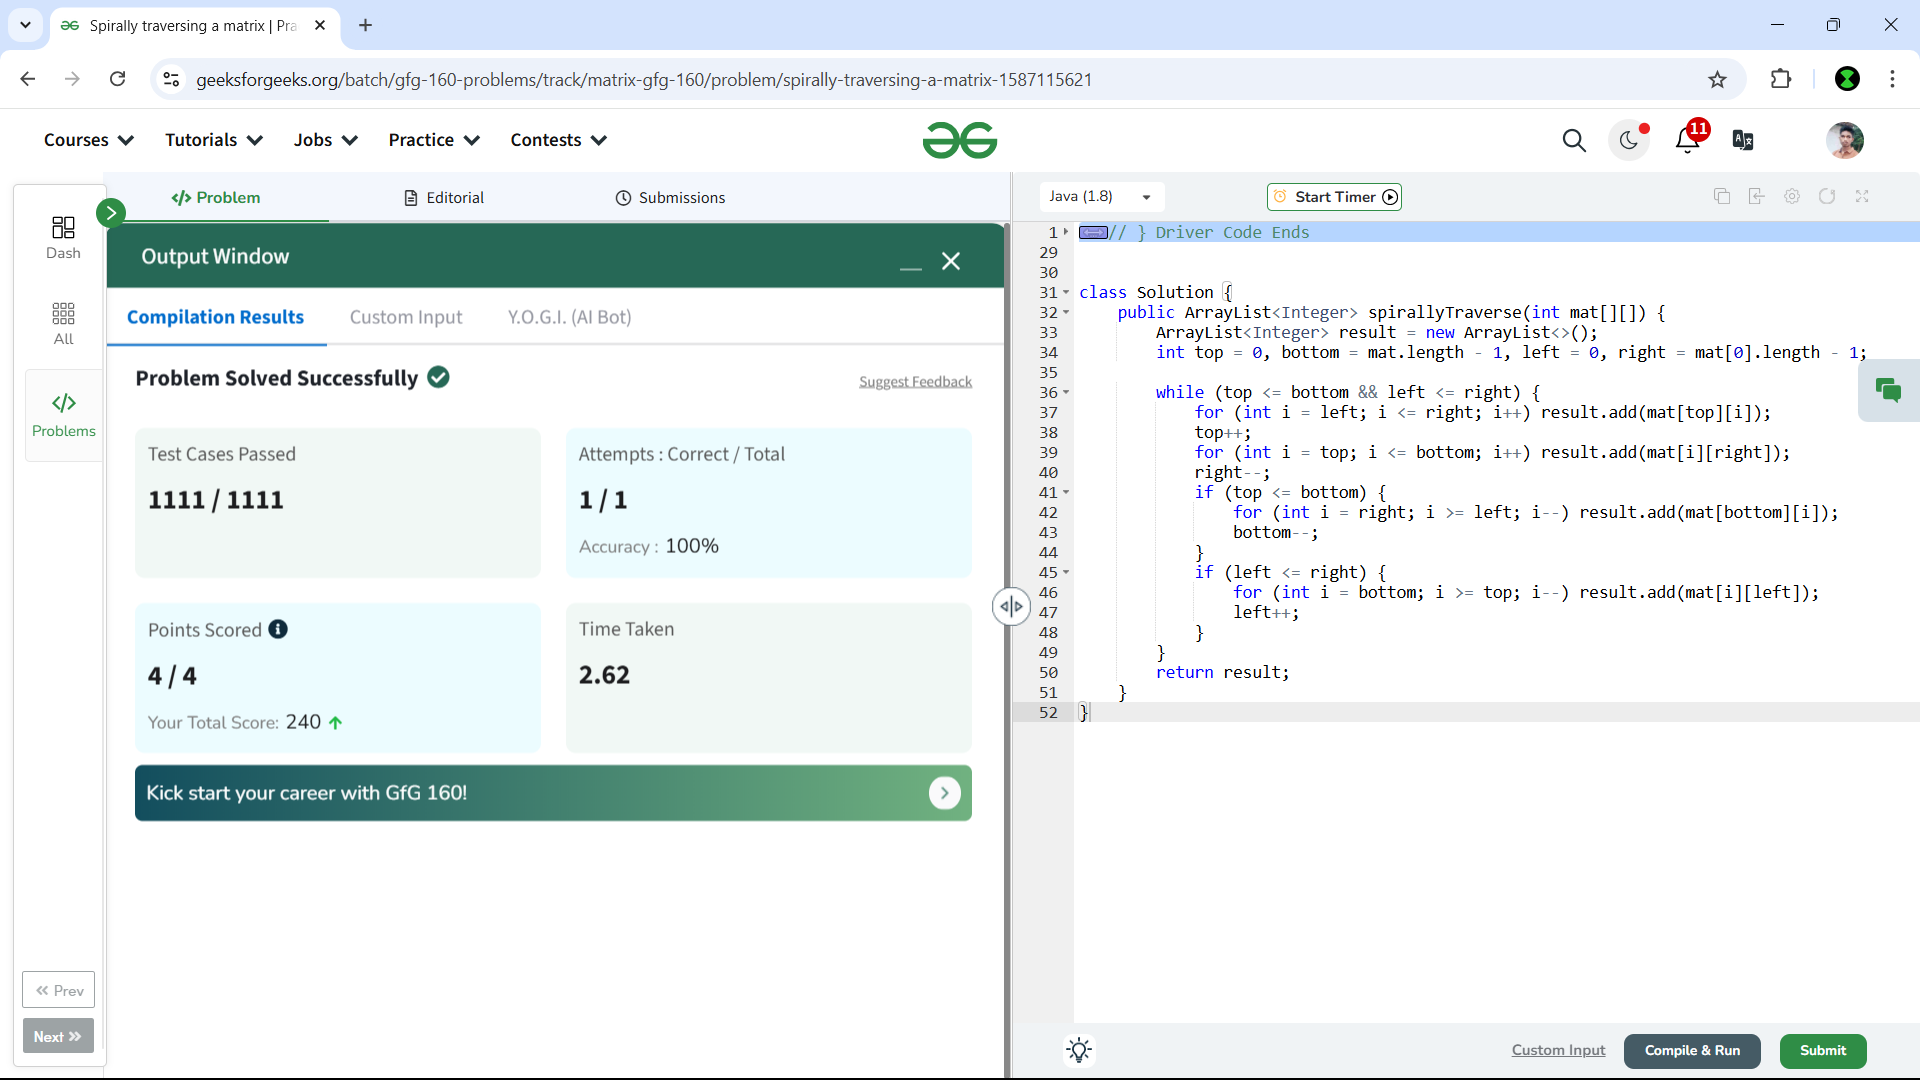 Spirally traversing a matrix | Pra
geeksforgeeks.org/batch/gfg-160-problems/track/matrix-gfg-160/problem/spirally-traversing-a-matrix-1587115621
Courses
Tutorials
Jobs
Practice
Contests
11
Dash
All
Problems
Prev
Next
Problem
Editorial
Submissions
Output Window
Compilation Results
Custom Input
Y.O.G.I. (AI Bot)
Problem Solved Successfully
Suggest Feedback
Test Cases Passed
1111 / 1111
Attempts : Correct / Total
1 / 1
Accuracy : 100%
Points Scored
4 / 4
Your Total Score: 240
Time Taken
2.62
Kick start your career with GfG 160!
Java (1.8)
Start Timer
1 // } Driver Code Ends
29
30
31 class Solution {
32 public ArrayList<Integer> spirallyTraverse(int mat[][]) {
33 ArrayList<Integer> result = new ArrayList<>();
34 int top = 0, bottom = mat.length - 1, left = 0, right = mat[0].length - 1;
35
36 while (top <= bottom && left <= right) {
37 for (int i = left; i <= right; i++) result.add(mat[top][i]);
38 top++;
39 for (int i = top; i <= bottom; i++) result.add(mat[i][right]);
40 right--;
41 if (top <= bottom) {
42 for (int i = right; i >= left; i--) result.add(mat[bottom][i]);
43 bottom--;
44 }
45 if (left <= right) {
46 for (int i = bottom; i >= top; i--) result.add(mat[i][left]);
47 left++;
48 }
49 }
50 return result;
51 }
52 }
Custom Input
Compile & Run
Submit